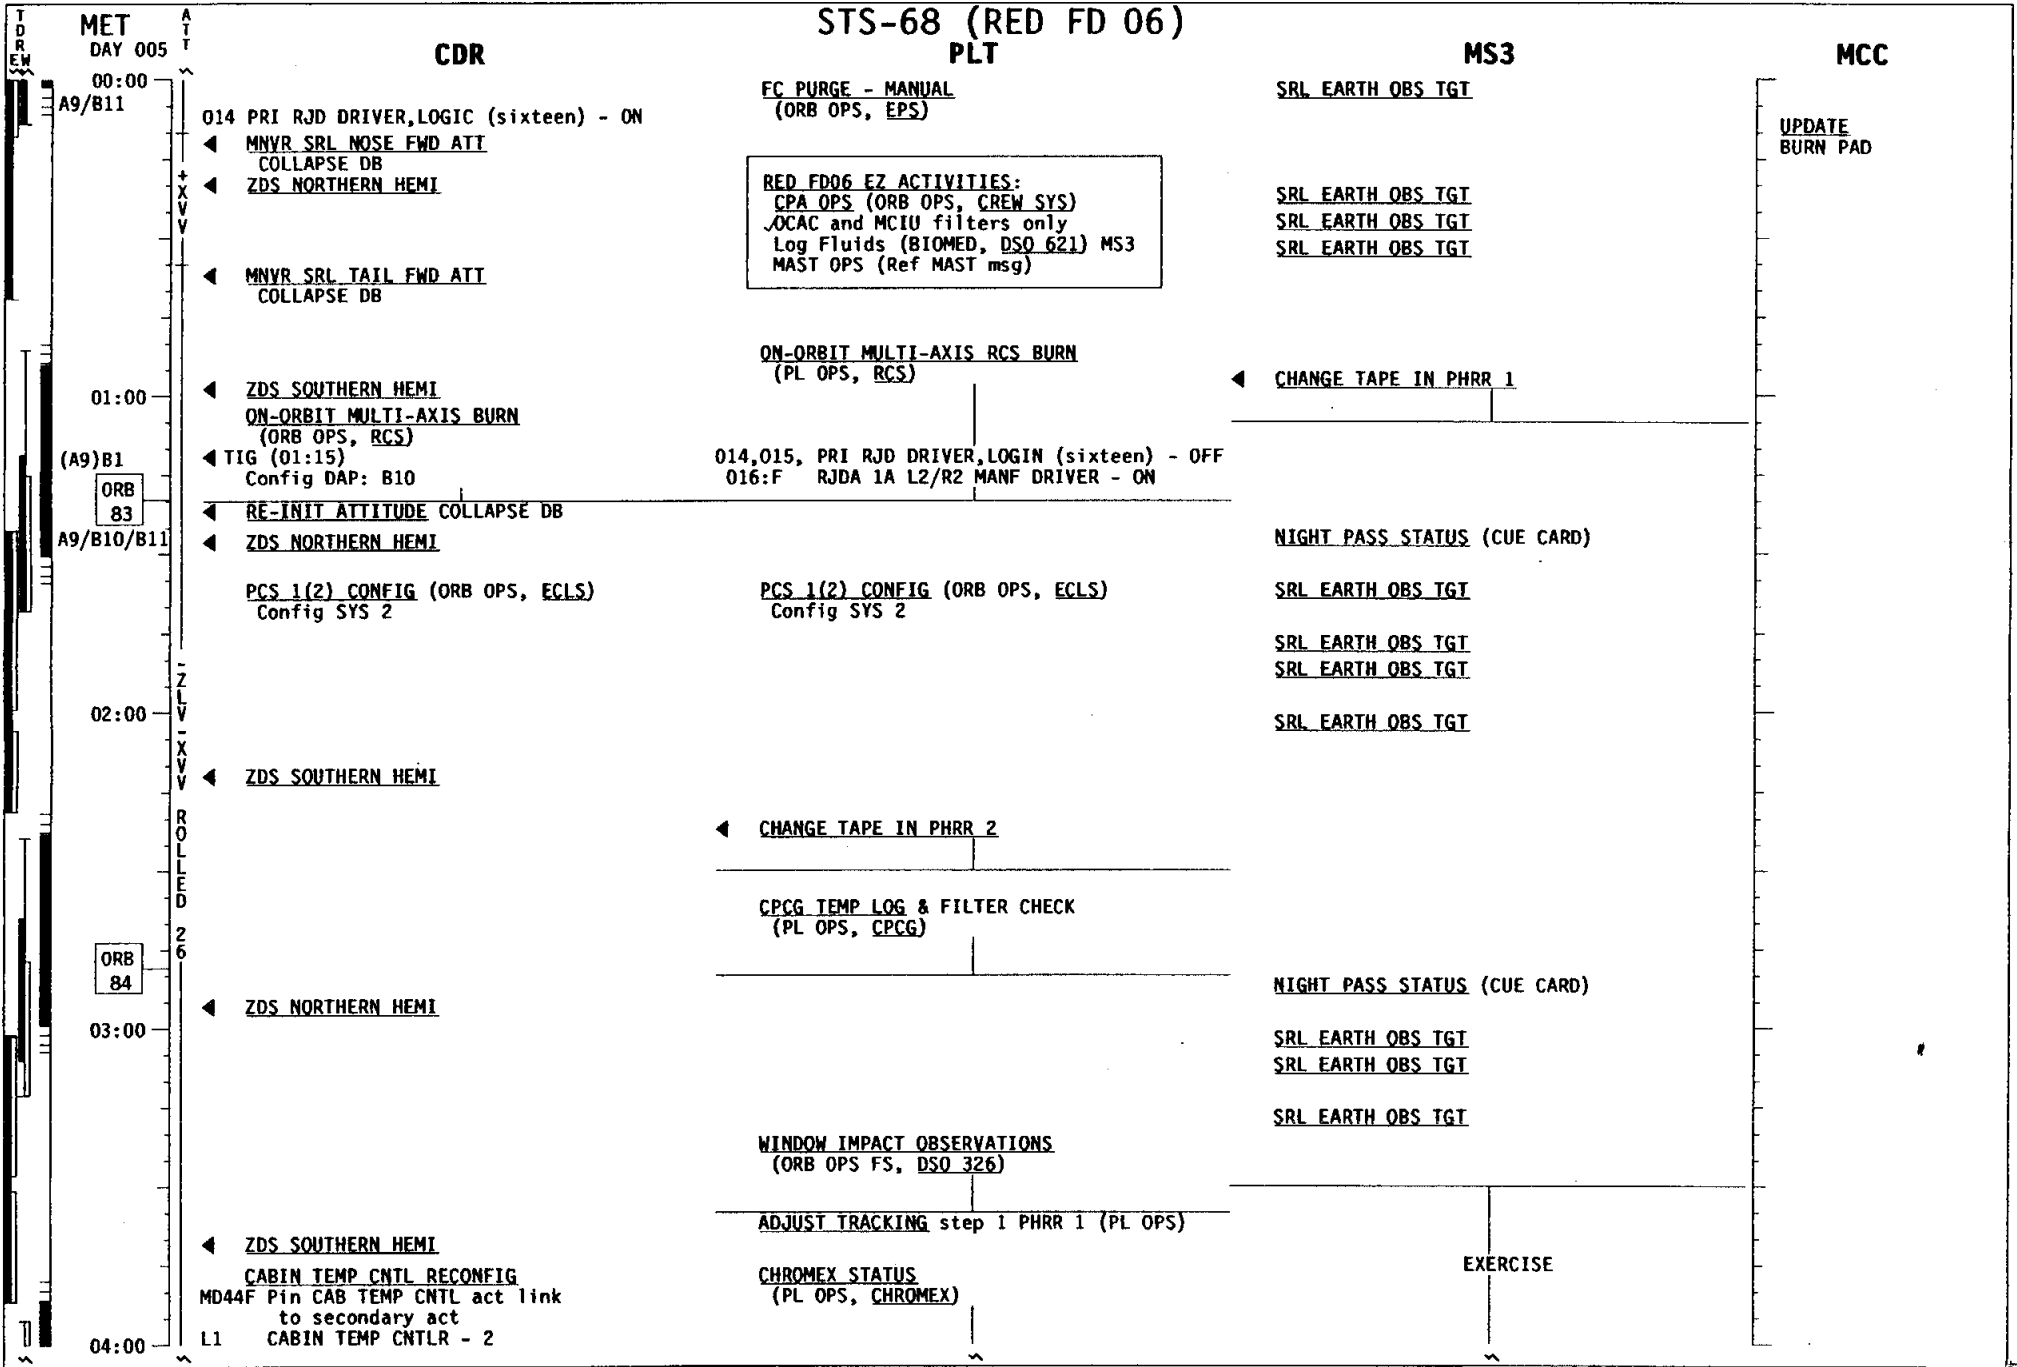 STS-68 (RED FD 06)
T D R E W
MET
DAY 005
ATT
CDR
PLT
MS3
MCC
00:00
A9/B11
014 PRI RJD DRIVER,LOGIC (sixteen) - ON
MNVR SRL NOSE FWD ATT
COLLAPSE DB
ZDS NORTHERN HEMI
MNVR SRL TAIL FWD ATT
COLLAPSE DB
+XVV
01:00
ZDS SOUTHERN HEMI
ON-ORBIT MULTI-AXIS BURN
(ORB OPS, RCS)
(A9)B1
TIG (01:15)
Config DAP: B10
ORB
83
RE-INIT ATTITUDE COLLAPSE DB
A9/B10/B11
ZDS NORTHERN HEMI
PCS 1(2) CONFIG (ORB OPS, ECLS)
Config SYS 2
-ZLV -XVV ROLLED 26
02:00
ZDS SOUTHERN HEMI
ORB
84
ZDS NORTHERN HEMI
03:00
ZDS SOUTHERN HEMI
CABIN TEMP CNTL RECONFIG
MD44F Pin CAB TEMP CNTL act link
to secondary act
L1 CABIN TEMP CNTLR - 2
04:00
FC PURGE - MANUAL
(ORB OPS, EPS)
RED FD06 EZ ACTIVITIES:
CPA OPS (ORB OPS, CREW SYS)
√OCAC and MCIU filters only
Log Fluids (BIOMED, DSO 621) MS3
MAST OPS (Ref MAST msg)
ON-ORBIT MULTI-AXIS RCS BURN
(PL OPS, RCS)
014,015, PRI RJD DRIVER,LOGIN (sixteen) - OFF
016:F RJDA 1A L2/R2 MANF DRIVER - ON
PCS 1(2) CONFIG (ORB OPS, ECLS)
Config SYS 2
CHANGE TAPE IN PHRR 2
CPCG TEMP LOG & FILTER CHECK
(PL OPS, CPCG)
WINDOW IMPACT OBSERVATIONS
(ORB OPS FS, DSO 326)
ADJUST TRACKING step 1 PHRR 1 (PL OPS)
CHROMEX STATUS
(PL OPS, CHROMEX)
SRL EARTH OBS TGT
SRL EARTH OBS TGT
SRL EARTH OBS TGT
SRL EARTH OBS TGT
CHANGE TAPE IN PHRR 1
NIGHT PASS STATUS (CUE CARD)
SRL EARTH OBS TGT
SRL EARTH OBS TGT
SRL EARTH OBS TGT
SRL EARTH OBS TGT
NIGHT PASS STATUS (CUE CARD)
SRL EARTH OBS TGT
SRL EARTH OBS TGT
SRL EARTH OBS TGT
EXERCISE
UPDATE
BURN PAD